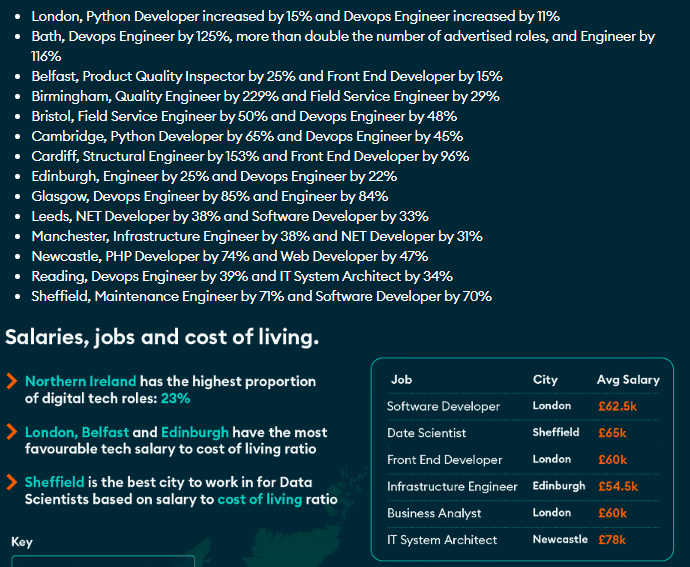 • London, Python Developer increased by 15% and Devops Engineer increased by 11%
• Bath, Devops Engineer by 125%, more than double the number of advertised roles, and Engineer by
116%
• Belfast, Product Quality Inspector by 25% and Front End Developer by 15%
• Birmingham, Quality Engineer by 229% and Field Service Engineer by 29%
• Bristol, Field Service Engineer by 50% and Devops Engineer by 48%
• Cambridge, Python Developer by 65% and Devops Engineer by 45%
• Cardiff, Structural Engineer by 153% and Front End Developer by 96%
• Edinburgh, Engineer by 25% and Devops Engineer by 22%
• Glasgow, Devops Engineer by 85% and Engineer by 84%
• Leeds, NET Developer by 38% and Software Developer by 33%
• Manchester, Infrastructure Engineer by 38% and NET Developer by 31%
• Newcastle, PHP Developer by 74% and Web Developer by 47%
• Reading, Devops Engineer by 39% and IT System Architect by 34%
• Sheffield, Maintenance Engineer by 71% and Software Developer by 70%
Salaries, jobs and cost of living.
Northern Ireland has the highest proportion
of digital tech roles: 23%
London, Belfast and Edinburgh have the most
favourable tech salary to cost of living ratio
Sheffield is the best city to work in for Data
Scientists based on salary to cost of living ratio
Key
Job City Avg Salary
Software Developer London £62.5k
Date Scientist Sheffield £65k
Front End Developer London £60k
Infrastructure Engineer Edinburgh £54.5k
Business Analyst London £60k
IT System Architect Newcastle £78k